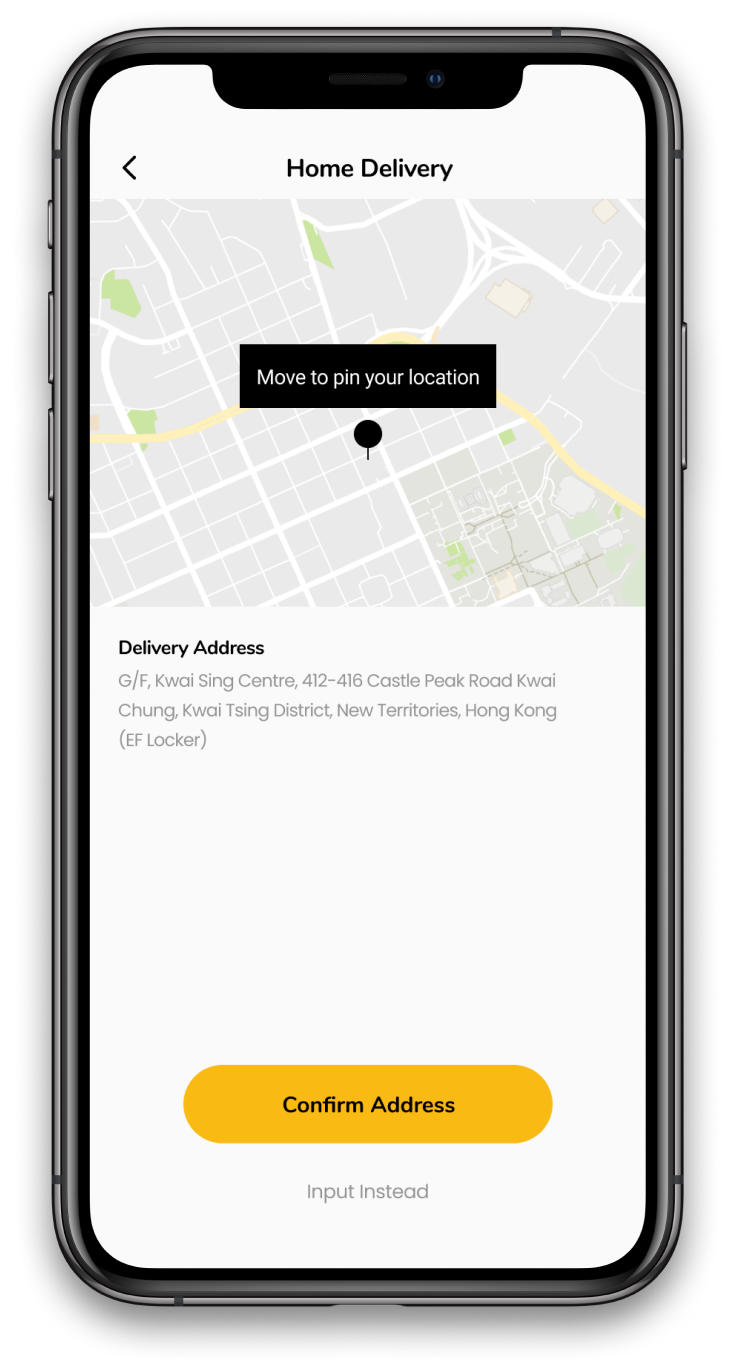 Home Delivery
Move to pin your location
Delivery Address
G/F, Kwai Sing Centre, 412-416 Castle Peak Road Kwai
Chung, Kwai Tsing District, New Territories, Hong Kong
(EF Locker)
Confirm Address
Input Instead